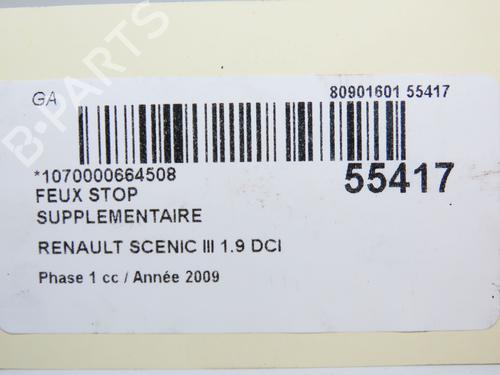 GA
80901601 55417
*1070000664508
55417
FEUX STOP
SUPPLEMENTAIRE
RENAULT SCENIC III 1.9 DCI
Phase 1 cc / Année 2009
B-PARTS